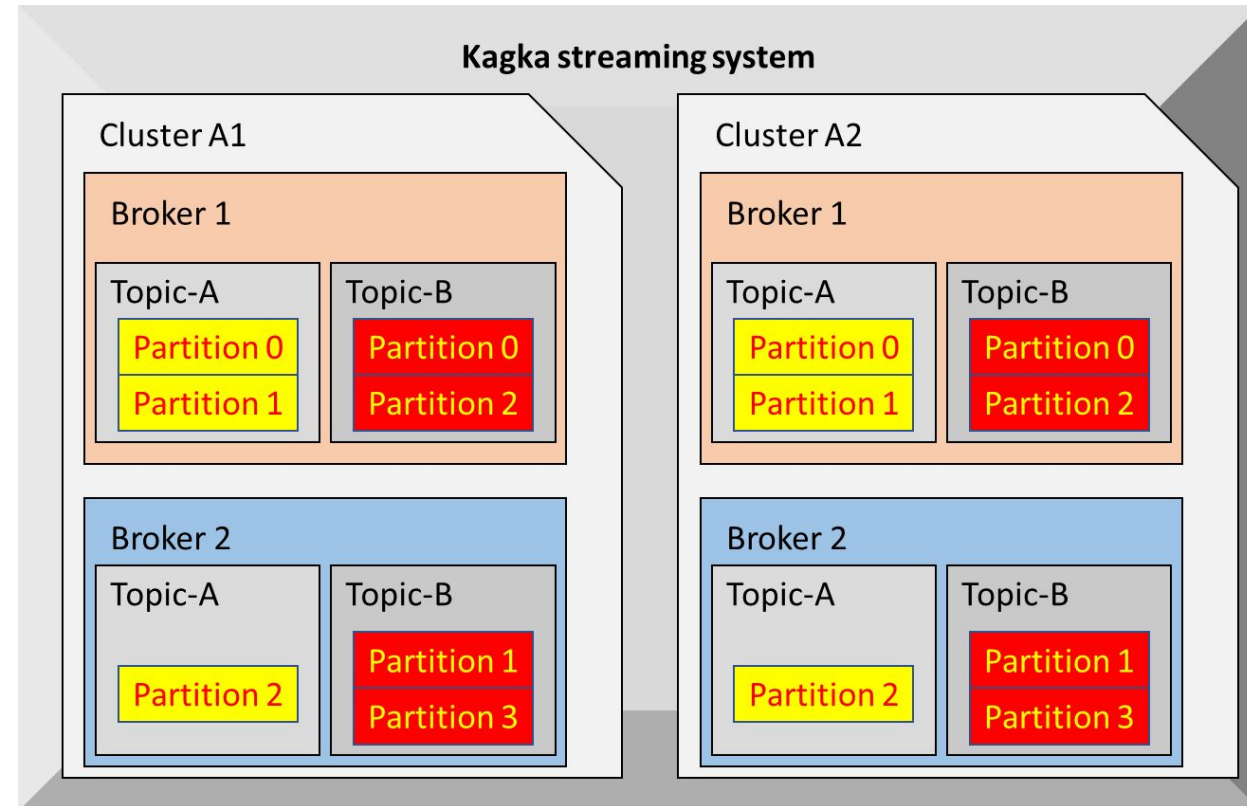 Kagka streaming system
Cluster A1
Broker 1
Topic-A
Partition 0
Partition 1
Topic-B
Partition 0
Partition 2
Broker 2
Topic-A
Partition 2
Topic-B
Partition 1
Partition 3
Cluster A2
Broker 1
Topic-A
Partition 0
Partition 1
Topic-B
Partition 0
Partition 2
Broker 2
Topic-A
Partition 2
Topic-B
Partition 1
Partition 3